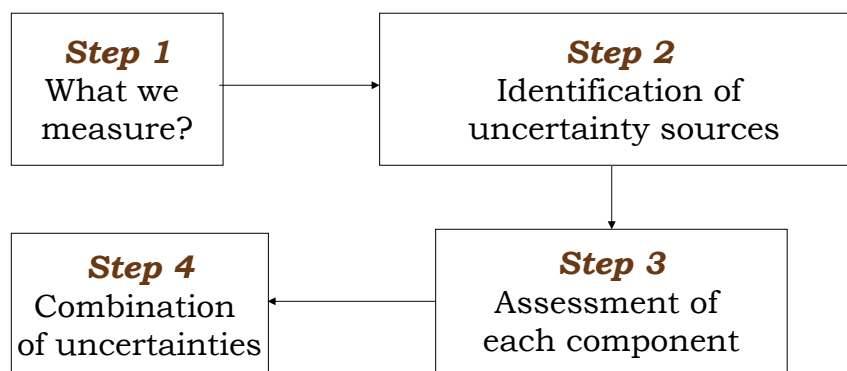 Step 1
What we
measure?
Step 2
Identification of
uncertainty sources
Step 3
Assessment of
each component
Step 4
Combination
of uncertainties